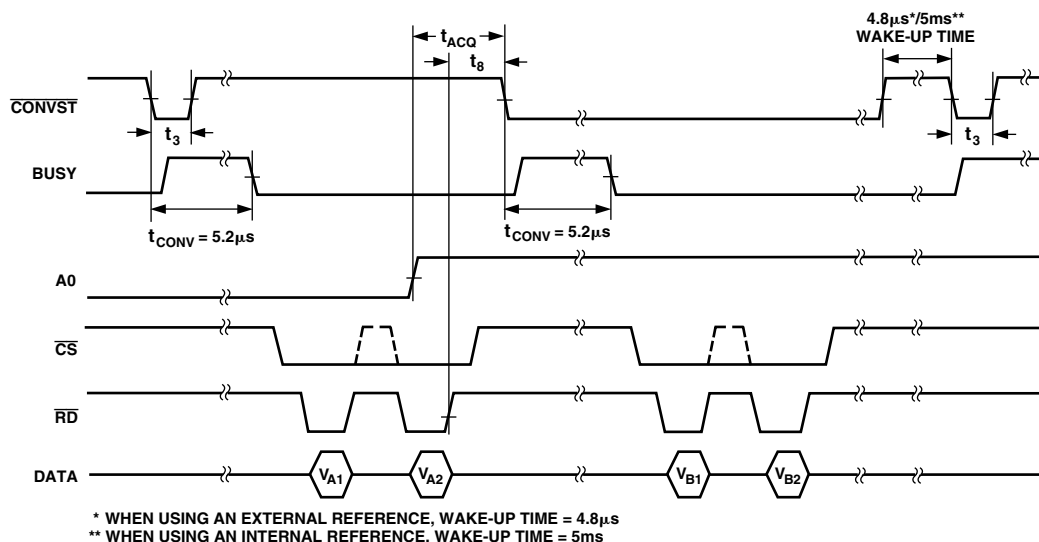 4.8µs*/5ms**
WAKE-UP TIME
tACQ
t8
CONVST
t3
t3
BUSY
tCONV = 5.2µs
tCONV = 5.2µs
A0
CS
RD
DATA
VA1
VA2
VB1
VB2
* WHEN USING AN EXTERNAL REFERENCE, WAKE-UP TIME = 4.8µs
** WHEN USING AN INTERNAL REFERENCE, WAKE-UP TIME = 5ms